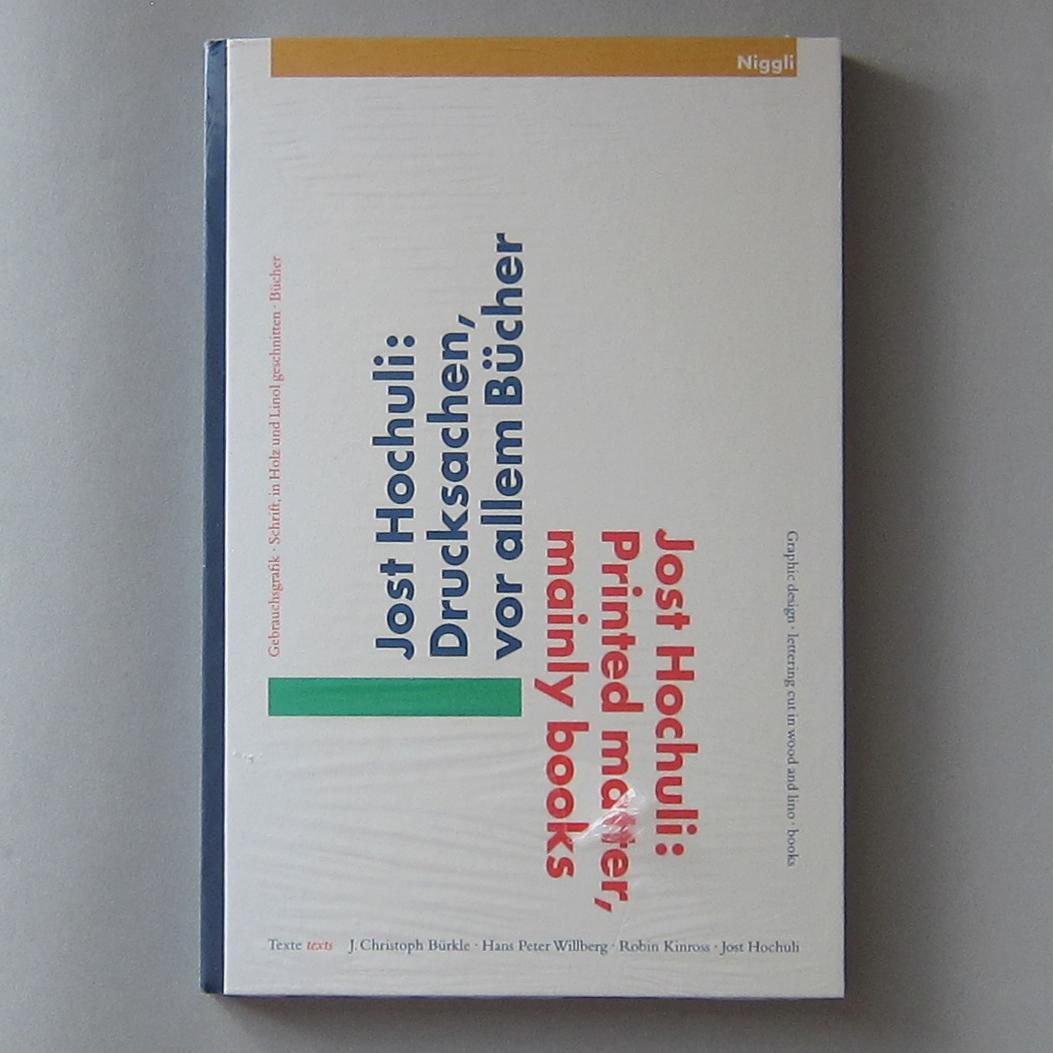 Niggli
Gebrauchsgrafik · Schrift, in Holz und Linol geschnitten · Bücher
Jost Hochuli:
Drucksachen,
vor allem Bücher
Jost Hochuli:
Printed matter,
mainly books
Graphic design · lettering cut in wood and lino · books
Texte texts J. Christoph Bürkle · Hans Peter Willberg · Robin Kinross · Jost Hochuli